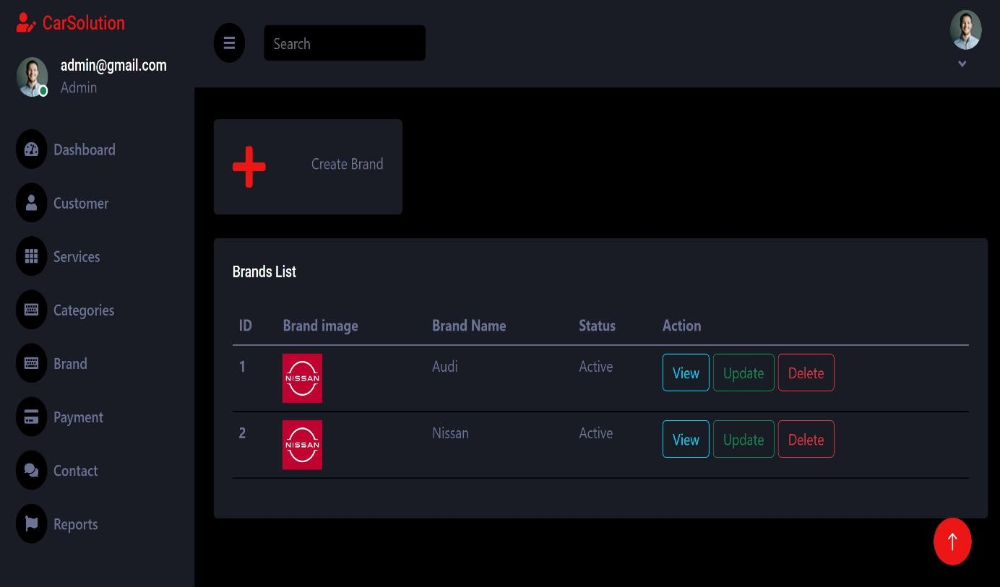 CarSolution
admin@gmail.com
Admin
Dashboard
Customer
Services
Categories
Brand
Payment
Contact
Reports
Search
Create Brand
Brands List
ID Brand image Brand Name Status Action
1 NISSAN Audi Active View Update Delete
2 NISSAN Nissan Active View Update Delete